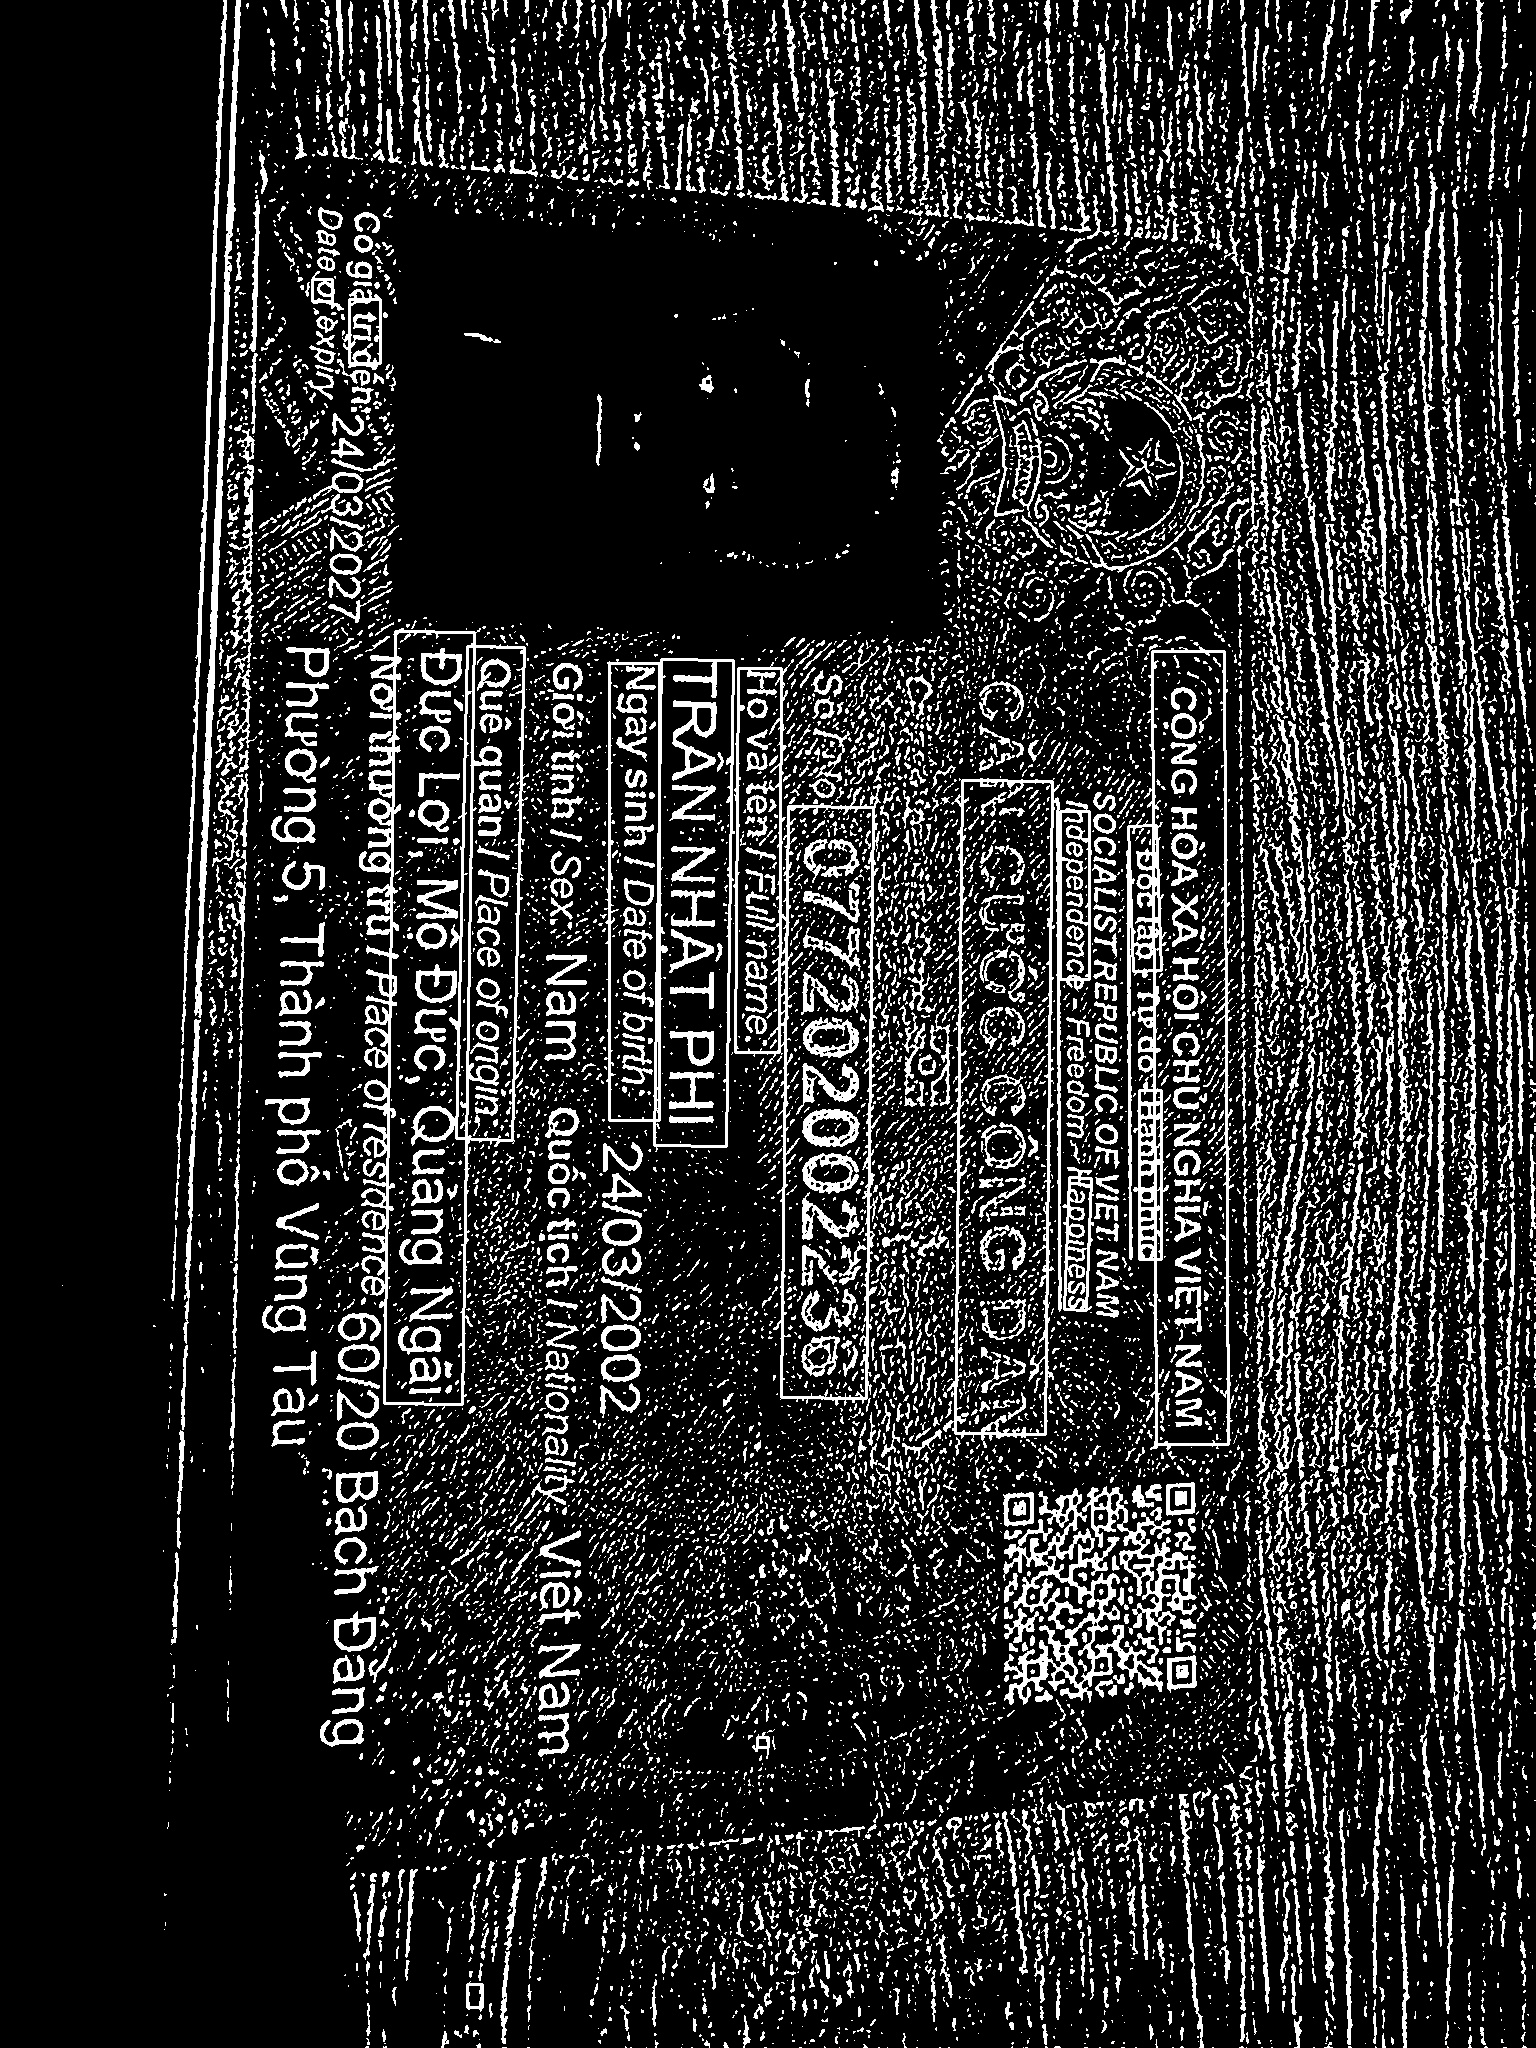 CỘNG HÒA XÃ HỘI CHỦ NGHĨA VIỆT NAM
Độc lập - Tự do - Hạnh phúc
SOCIALIST REPUBLIC OF VIET NAM
Independence - Freedom - Happiness
CĂN CƯỚC CÔNG DÂN
Số / No.: 077202002236
Họ và tên / Full name:
TRẦN NHẬT PHI
Ngày sinh / Date of birth: 24/03/2002
Giới tính / Sex: Nam Quốc tịch / Nationality: Việt Nam
Quê quán / Place of origin:
Đức Lợi, Mộ Đức, Quảng Ngãi
Nơi thường trú / Place of residence: 60/20 Bạch Đằng
Phường 5, Thành phố Vũng Tàu
Có giá trị đến: 24/03/2027
Date of expiry